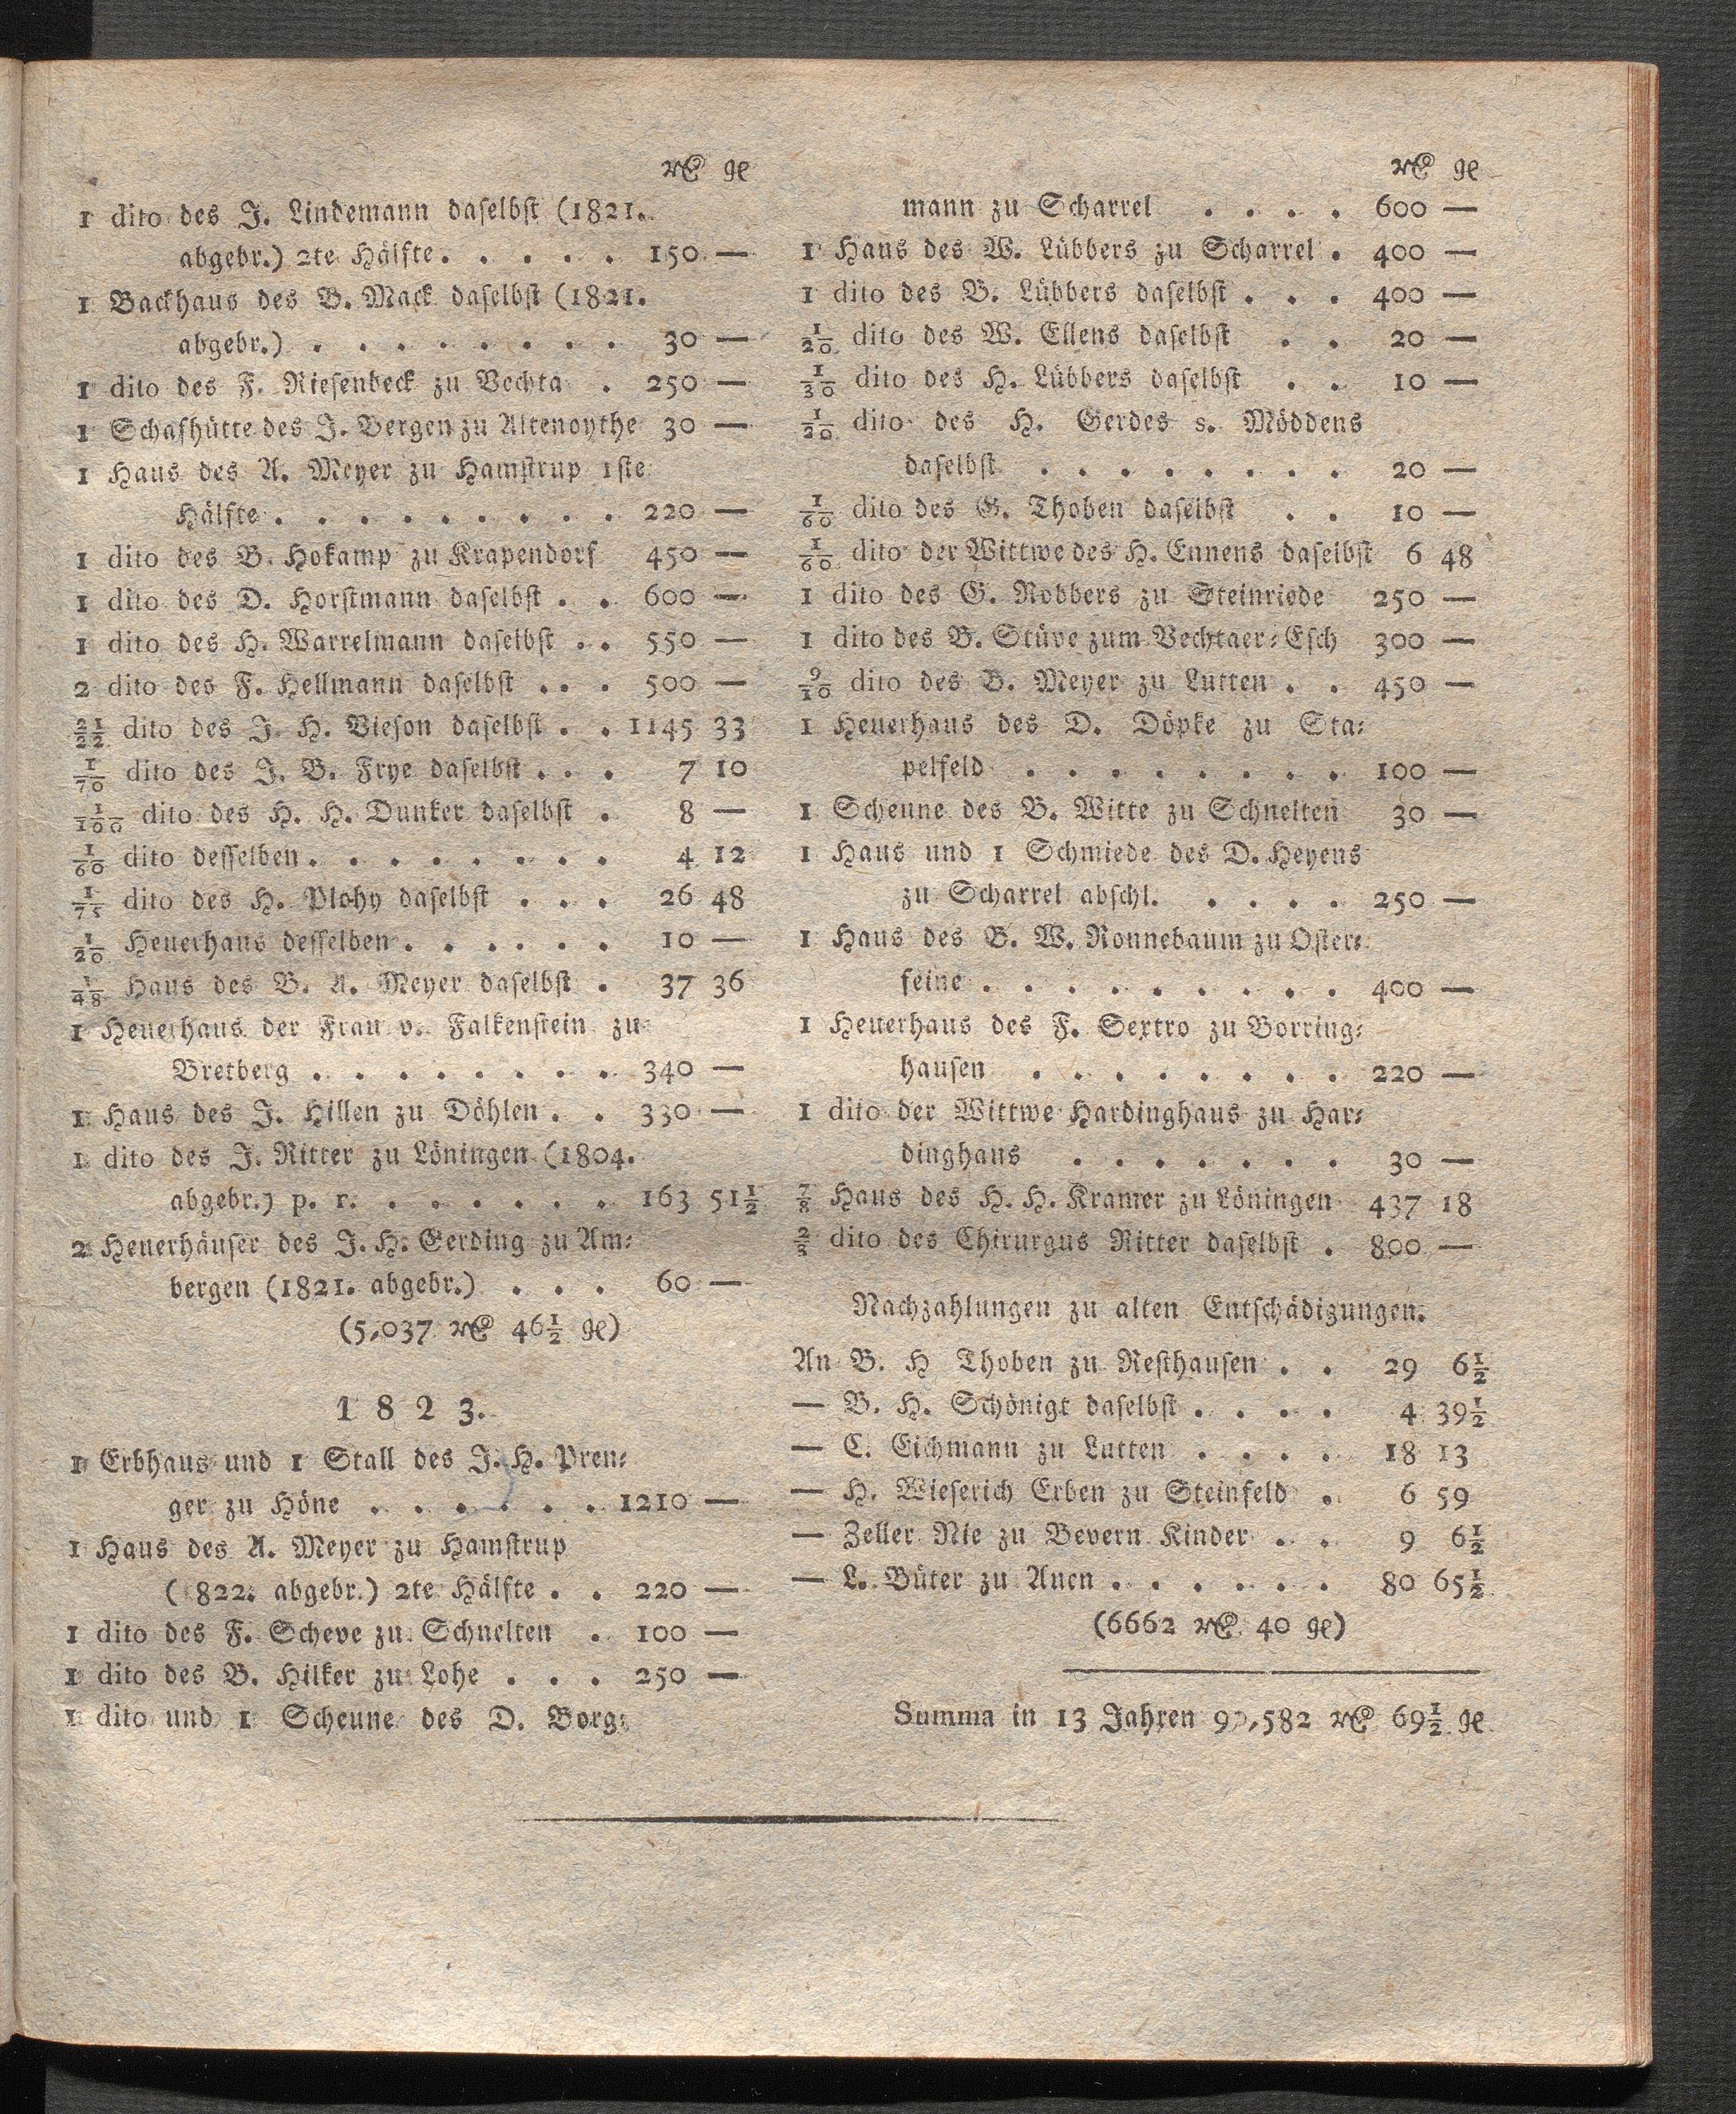 R₰ gl
1 dito des J. Lindemann daselbst (1821.
abgebr.) 2te Hälfte. . . . . 150 —
1 Backhaus des B. Mack daselbst (1821.
abgebr.) . . . . . . . . 30 —
1 dito des F. Riesenbeck zu Vechta . 250 —
1 Schafhütte des J. Bergen zu Altenoythe 30 —
1 Haus des A. Meyer zu Hamstrup 1ste
Hälfte . . . . . . . . . 220 —
1 dito des B. Hokamp zu Krapendorf 450 —
1 dito des D. Horstmann daselbst . . 600 —
1 dito des H. Warrelmann daselbst . . 550 —
2 dito des F. Hellmann daselbst . . . 500 —
21/22 dito des J. H. Vieson daselbst . . 1145 33
1/70 dito des J. B. Frye daselbst . . . 7 10
1/100 dito des H. H. Dunker daselbst . 8 —
1/60 dito desselben . . . . . . . . 4 12
1/75 dito des H. Plohy daselbst . . . 26 48
1/20 Heuerhaus desselben . . . . . . 10 —
1/48 Haus des B. A. Meyer daselbst . 37 36
1 Heuerhaus der Frau v. Falkenstein zu
Bretberg . . . . . . . . 340 —
1 Haus des J. Hillen zu Döhlen . . 330 —
1 dito des J. Ritter zu Löningen (1804.
abgebr.) p. r. . . . . . . 163 51½
2 Heuerhäuser des J. H. Gerding zu Am-
bergen (1821. abgebr.) . . . 60 —
(5,037 R₰ 46½ gl)
1823.
1 Erbhaus und 1 Stall des J. H. Pren-
ger zu Höne . . . . . . 1210 —
1 Haus des A. Meyer zu Hamstrup
(822. abgebr.) 2te Hälfte . . 220 —
1 dito des F. Scheve zu Schnelten . 100 —
1 dito des B. Hilker zu Lohe . . . 250 —
1 dito und 1 Scheune des D. Borg-
R₰ gl
mann zu Scharrel . . . . 600 —
1 Haus des W. Lübbers zu Scharrel . 400 —
1 dito des B. Lübbers daselbst . . . 400 —
1/20 dito des W. Ellens daselbst . . 20 —
1/30 dito des H. Lübbers daselbst . . 10 —
1/20 dito des H. Gerdes s. Möddens
daselbst . . . . . . . . 20 —
1/60 dito des G. Thoben daselbst . . 10 —
1/60 dito der Wittwe des H. Ennens daselbst 6 48
1 dito des G. Robbers zu Steinriede 250 —
1 dito des B. Stüve zum Vechtaer-Esch 300 —
9/10 dito des B. Meyer zu Lutten . . 450 —
1 Heuerhaus des D. Döpke zu Sta-
pelfeld . . . . . . . . 100 —
1 Scheune des B. Witte zu Schnelten 30 —
1 Haus und 1 Schmiede des D. Heyens
zu Scharrel abschl. . . . . 250 —
1 Haus des B. W. Ronnebaum zu Oster-
feine . . . . . . . . . 400 —
1 Heuerhaus des F. Sextro zu Borring-
hausen . . . . . . . . 220 —
1 dito der Wittwe Hardinghaus zu Har-
dinghaus . . . . . . . 30 —
7/8 Haus des H. H. Kramer zu Löningen 437 18
2/3 dito des Chirurgus Ritter daselbst . 800 —
Nachzahlungen zu alten Entschädigungen.
An B. H Thoben zu Resthausen . . 29 6½
— B. H. Schönigt daselbst . . . . 4 39½
— C. Eichmann zu Lutten . . . . 18 13
— H. Wieserich Erben zu Steinfeld . 6 59
— Zeller Nie zu Bevern Kinder . . 9 6½
— L. Büter zu Auen . . . . . . 80 65½
(6662 R₰ 40 gl)
Summa in 13 Jahren 90,582 R₰ 69½ gl